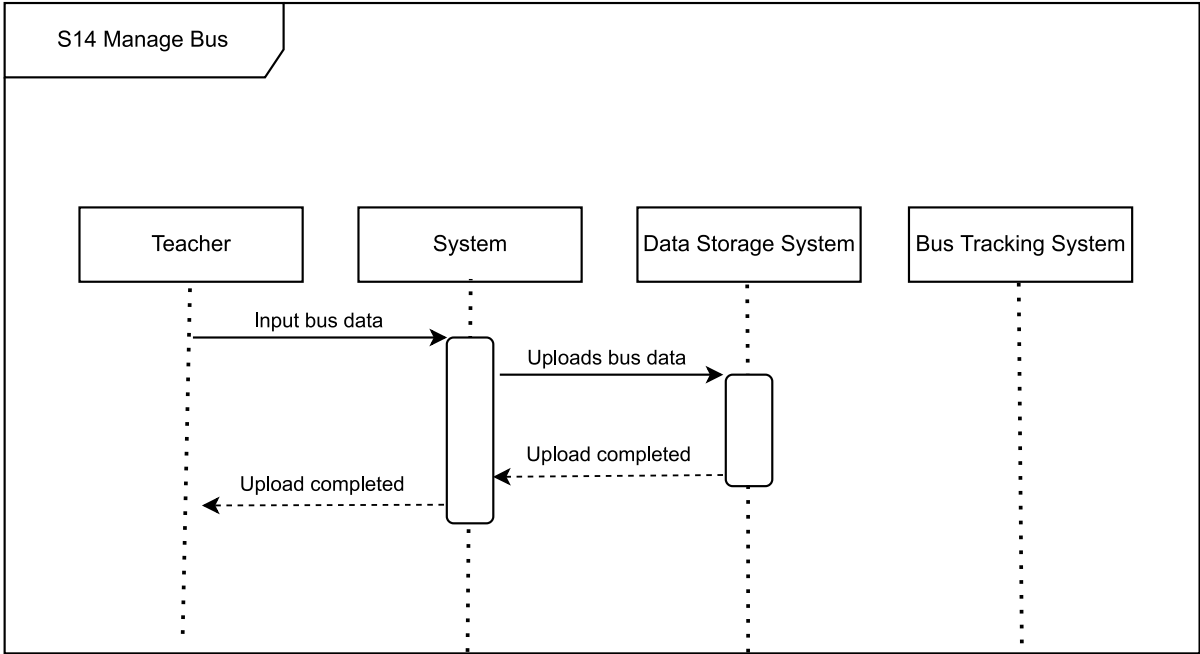 S14 Manage Bus
Teacher
System
Data Storage System
Bus Tracking System
Input bus data
Uploads bus data
Upload completed
Upload completed